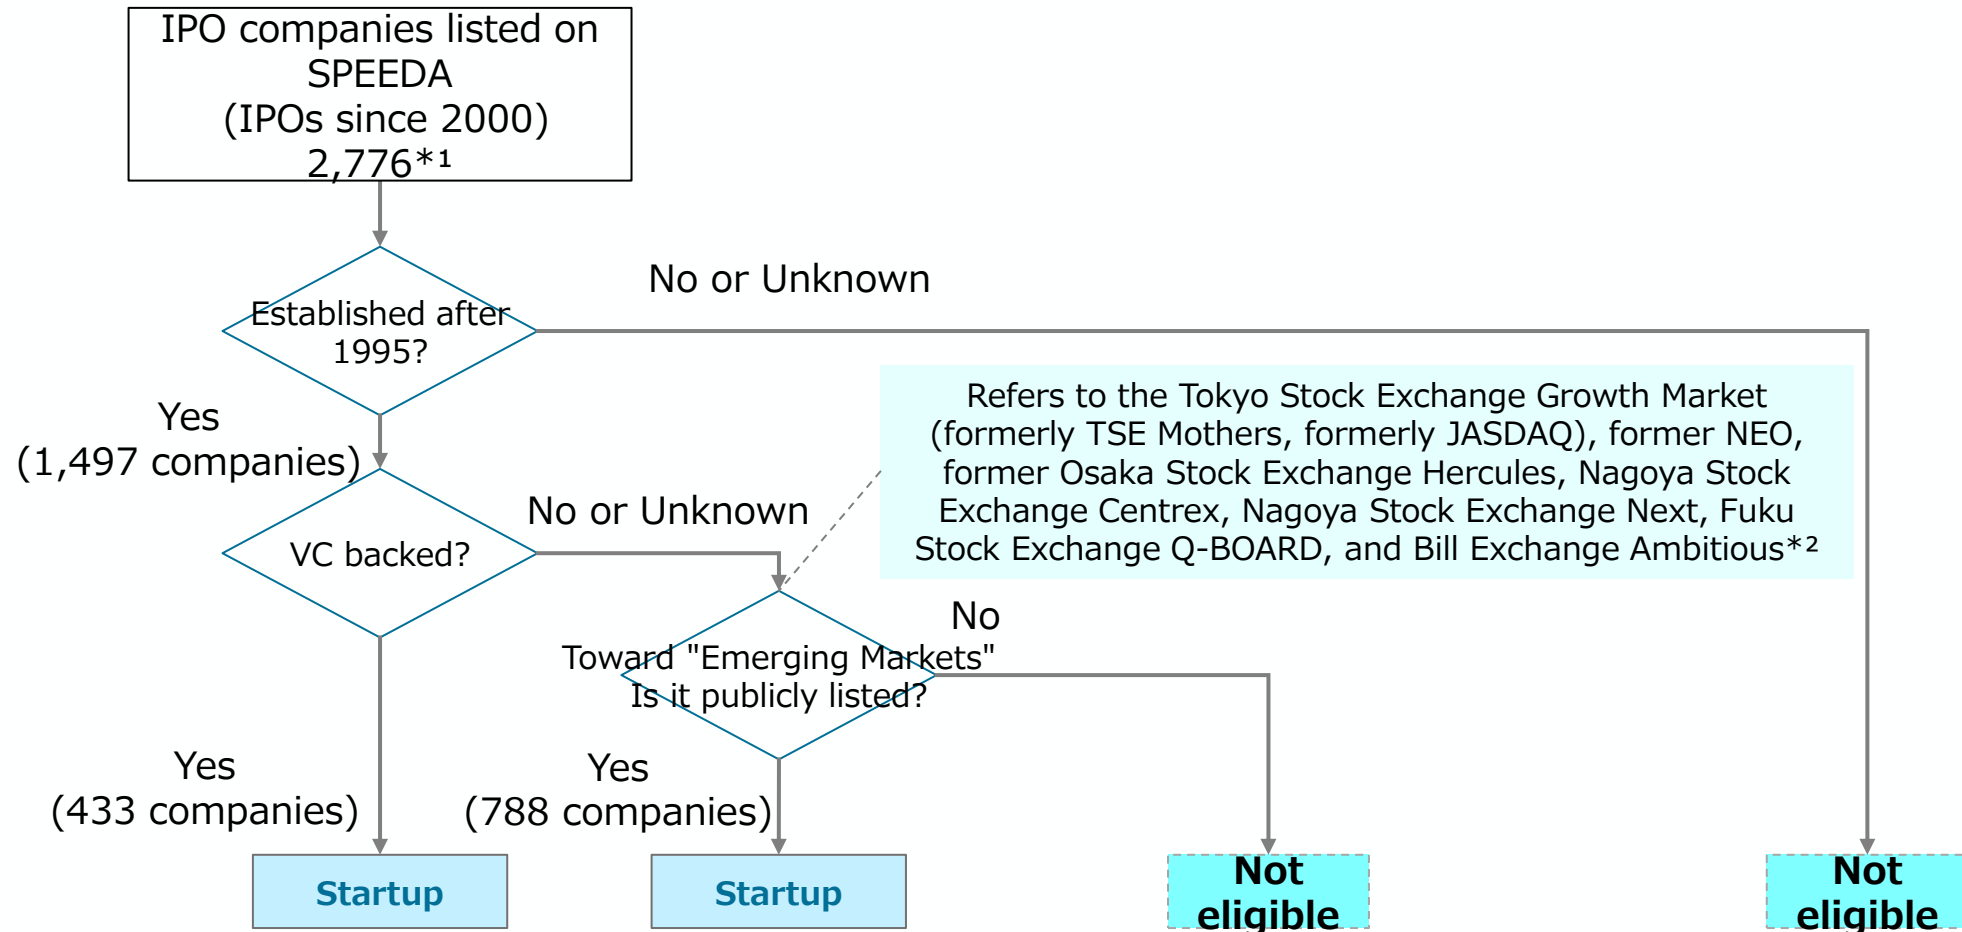 IPO companies listed on
SPEEDA
(IPOs since 2000)
2,776*¹
No or Unknown
Established after
1995?
Yes
(1,497 companies)
Refers to the Tokyo Stock Exchange Growth Market
(formerly TSE Mothers, formerly JASDAQ), former NEO,
former Osaka Stock Exchange Hercules, Nagoya Stock
Exchange Centrex, Nagoya Stock Exchange Next, Fuku
Stock Exchange Q-BOARD, and Bill Exchange Ambitious*²
No or Unknown
VC backed?
No
Toward "Emerging Markets"
Is it publicly listed?
Yes
(433 companies)
Yes
(788 companies)
Startup
Startup
Not
eligible
Not
eligible